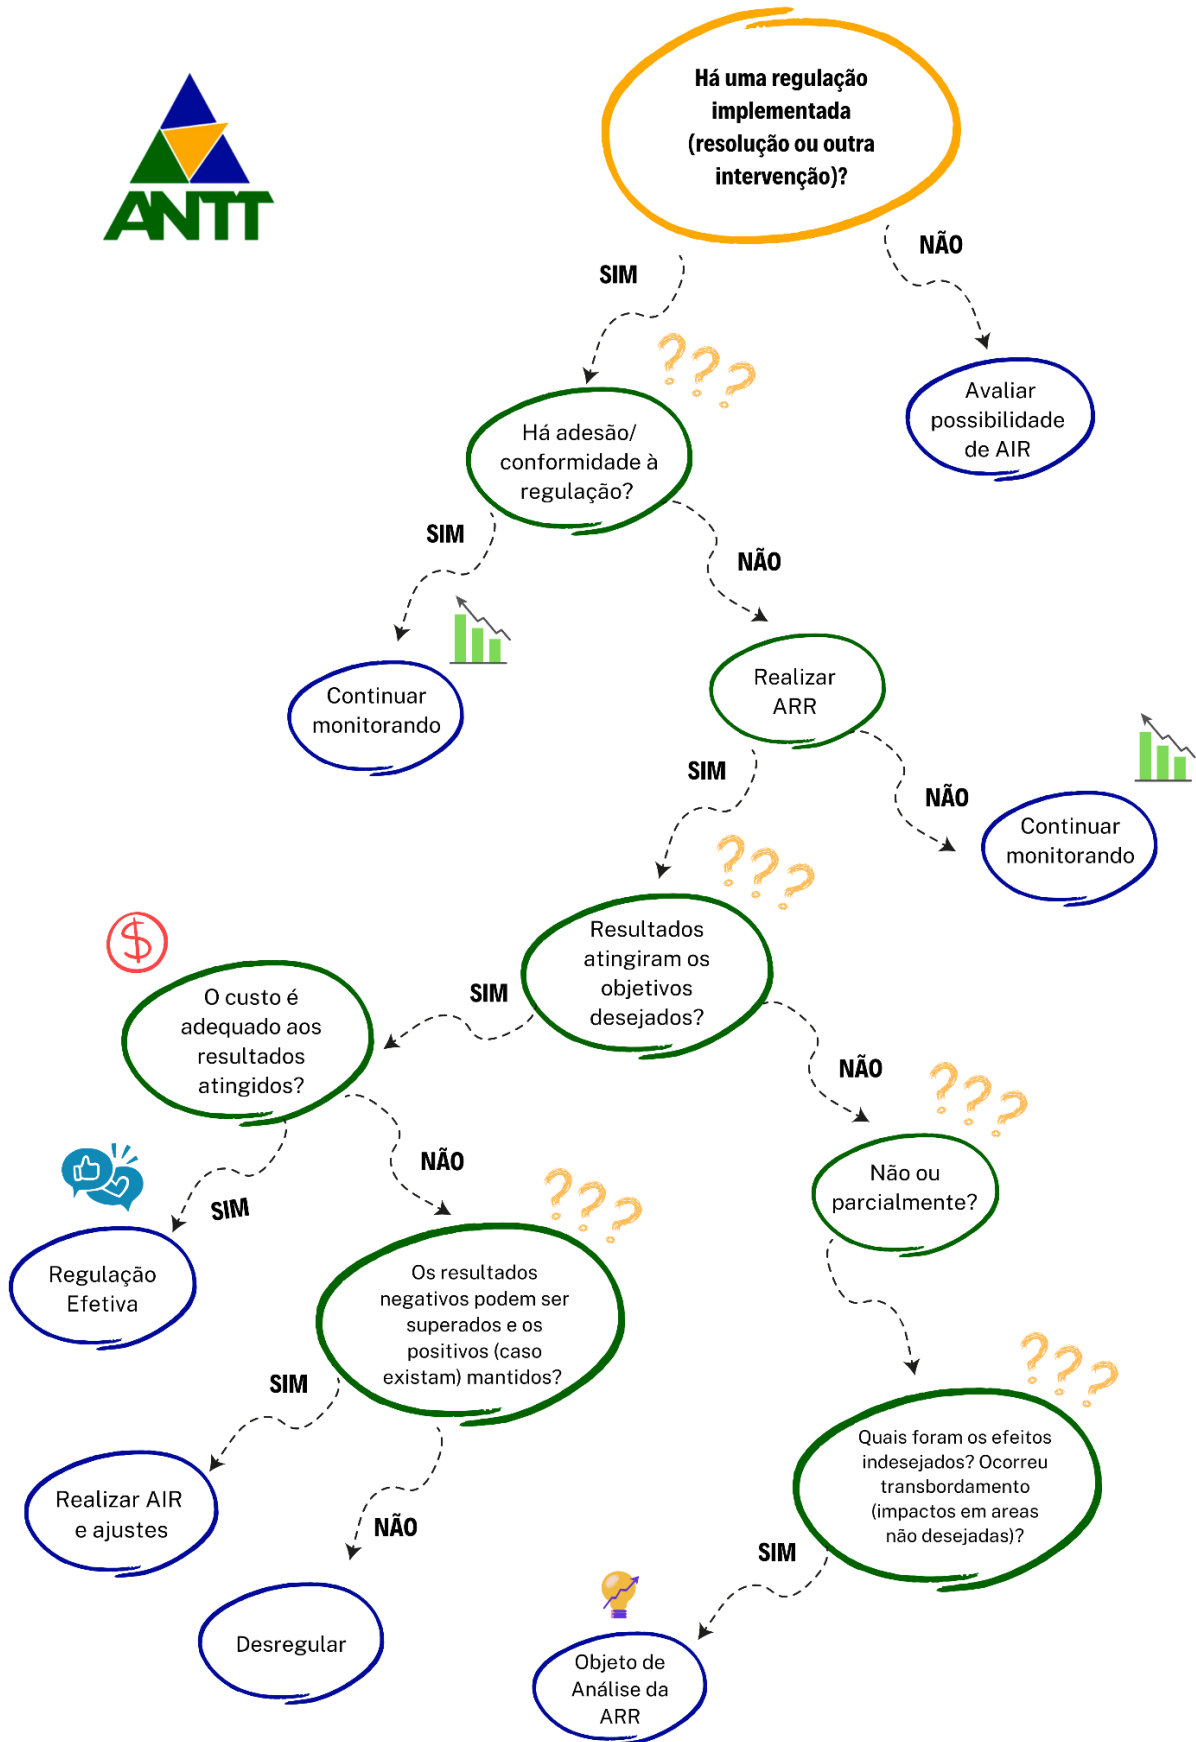 Há uma regulação
implementada
(resolução ou outra
intervenção)?
ANTT
NÃO
SIM
Avaliar
possibilidade
de AIR
Há adesão/
conformidade à
regulação?
SIM
NÃO
Continuar
monitorando
Realizar
ARR
SIM
NÃO
Continuar
monitorando
Resultados
atingiram os
objetivos
desejados?
SIM
O custo é
adequado aos
resultados
atingidos?
NÃO
NÃO
Não ou
parcialmente?
SIM
Regulação
Efetiva
Os resultados
negativos podem ser
superados e os
positivos (caso
existam) mantidos?
SIM
Quais foram os efeitos
indesejados? Ocorreu
transbordamento
(impactos em areas
não desejadas)?
Realizar AIR
e ajustes
NÃO
SIM
Desregular
Objeto de
Análise da
ARR